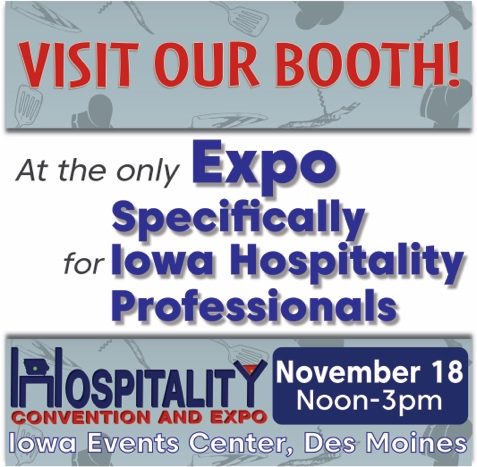 VISIT OUR BOOTH!
At the only Expo
Specifically
for Iowa Hospitality
Professionals
HOSPITALITY
CONVENTION AND EXPO
November 18
Noon-3pm
Iowa Events Center, Des Moines